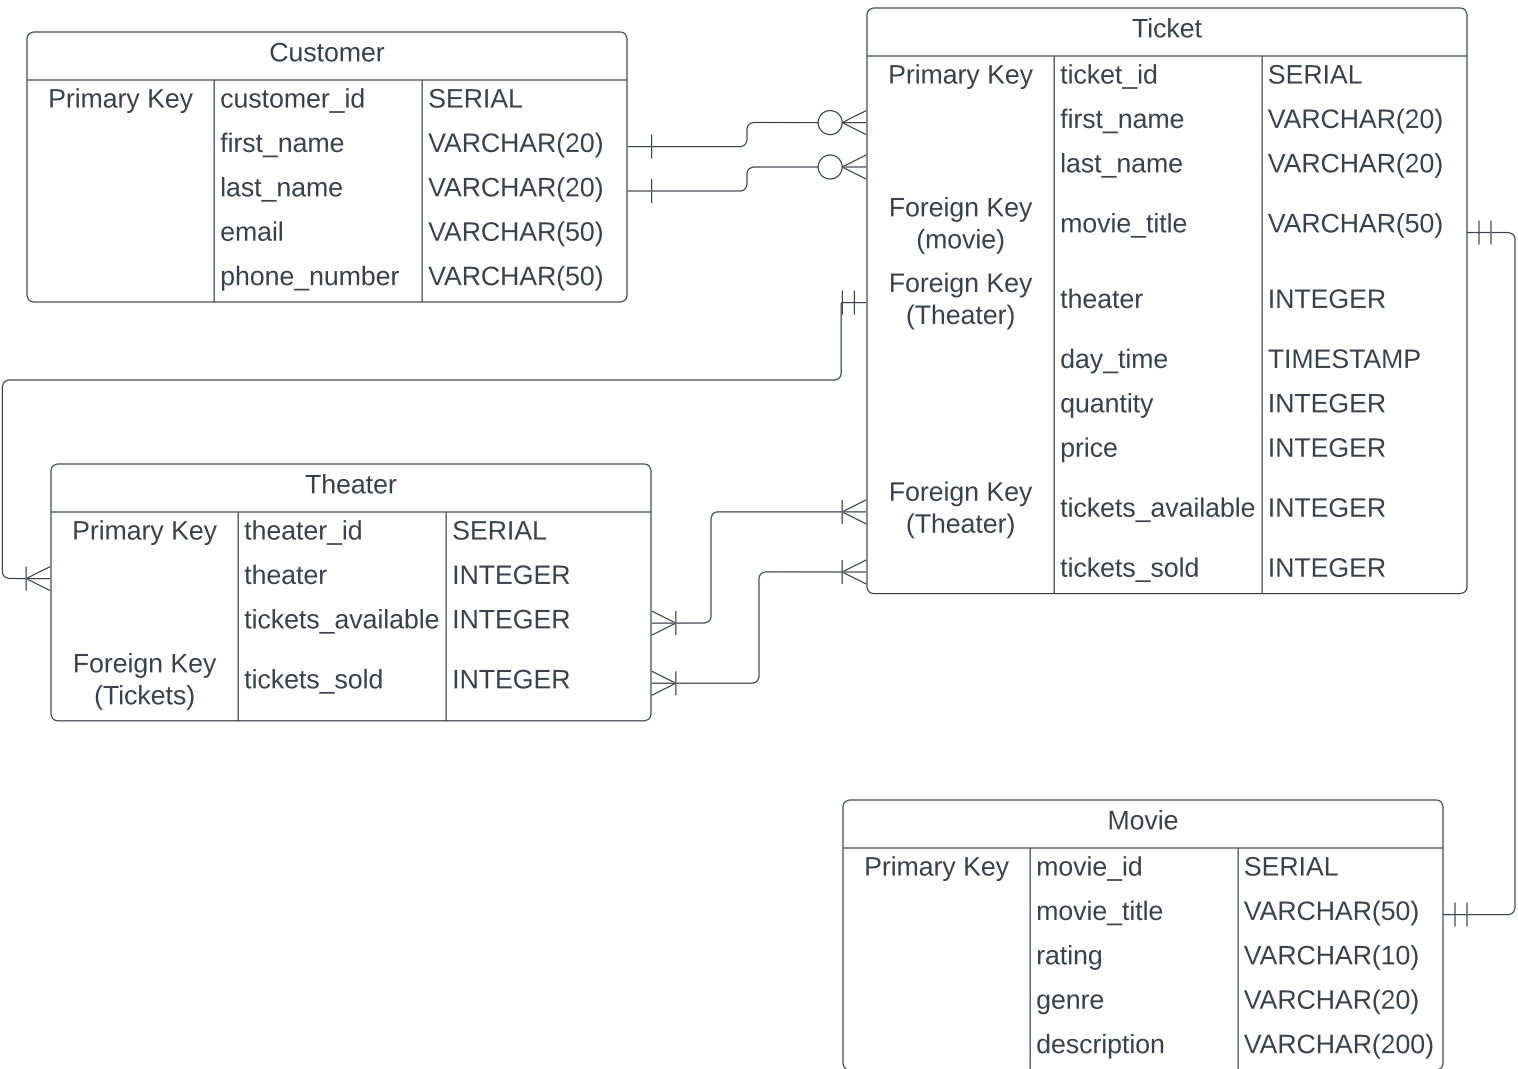 Customer
Primary Key customer_id SERIAL
first_name VARCHAR(20)
last_name VARCHAR(20)
email VARCHAR(50)
phone_number VARCHAR(50)
Ticket
Primary Key ticket_id SERIAL
first_name VARCHAR(20)
last_name VARCHAR(20)
Foreign Key
(movie)
movie_title VARCHAR(50)
Foreign Key
(Theater)
theater INTEGER
day_time TIMESTAMP
quantity INTEGER
price INTEGER
Foreign Key
(Theater)
tickets_available INTEGER
tickets_sold INTEGER
Theater
Primary Key theater_id SERIAL
theater INTEGER
tickets_available INTEGER
Foreign Key
(Tickets)
tickets_sold INTEGER
Movie
Primary Key movie_id SERIAL
movie_title VARCHAR(50)
rating VARCHAR(10)
genre VARCHAR(20)
description VARCHAR(200)